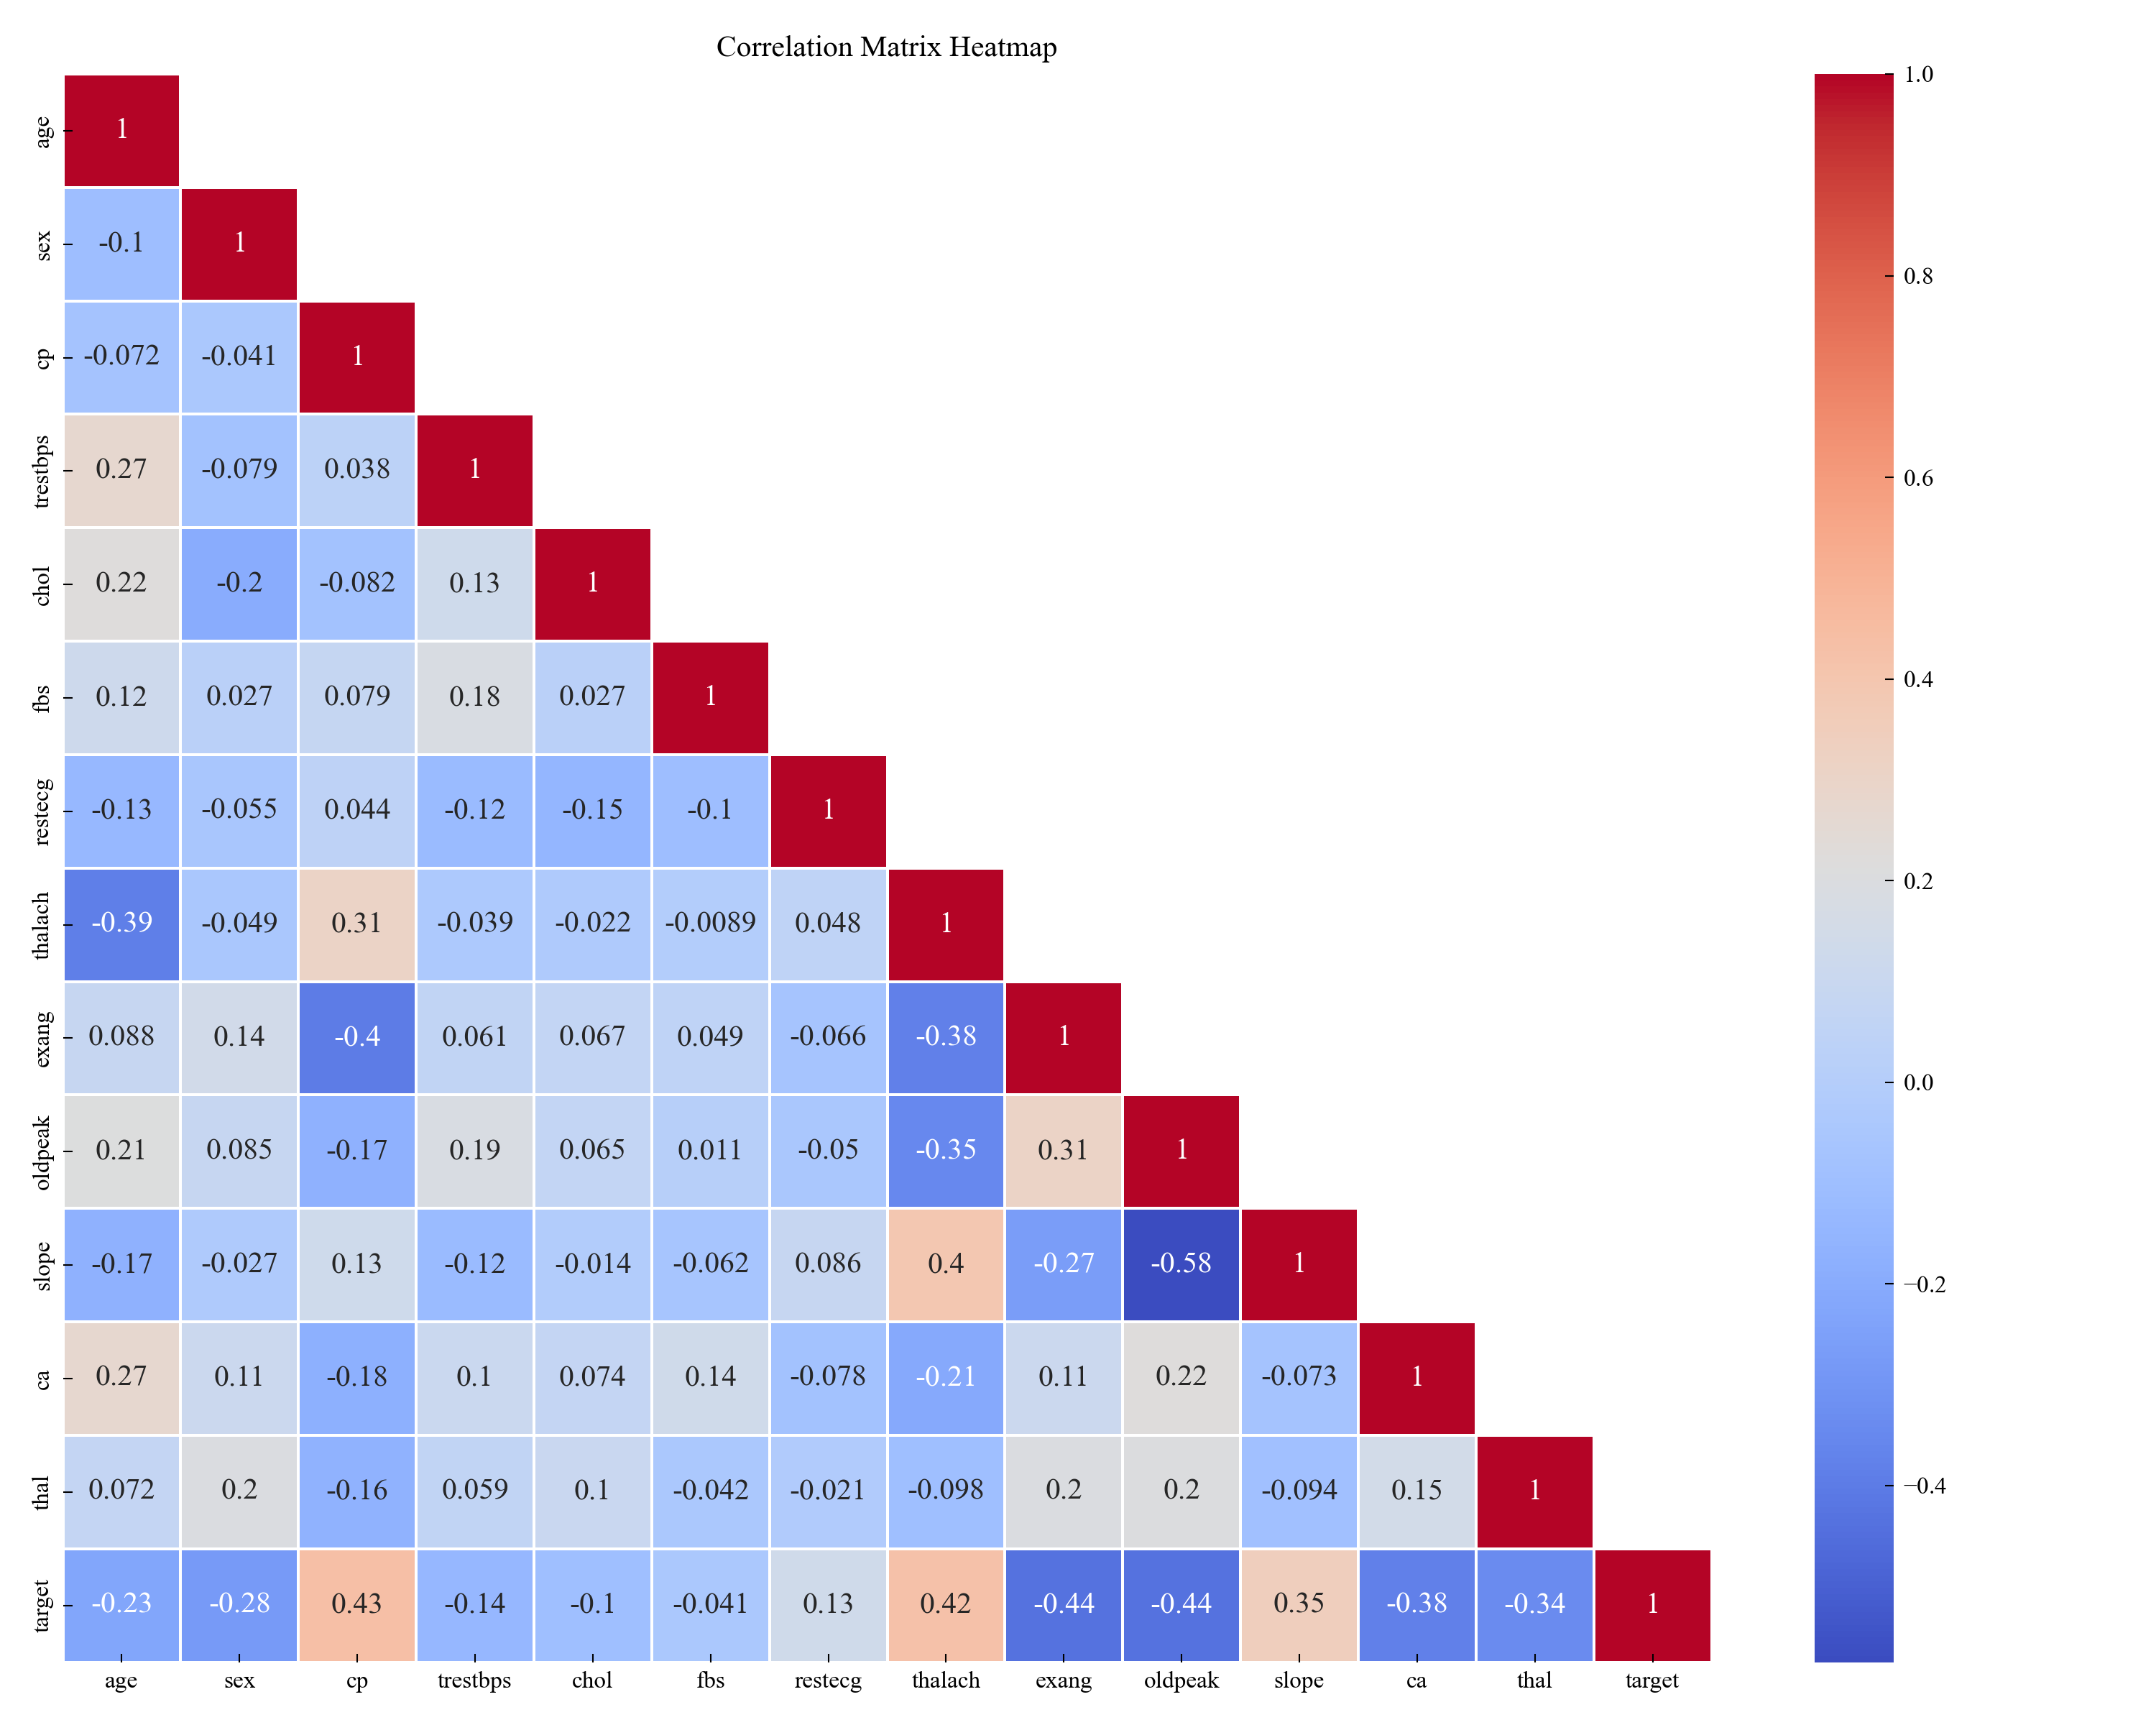 Correlation Matrix Heatmap
age 1
sex -0.1 1
cp -0.072 -0.041 1
trestbps 0.27 -0.079 0.038 1
chol 0.22 -0.2 -0.082 0.13 1
fbs 0.12 0.027 0.079 0.18 0.027 1
restecg -0.13 -0.055 0.044 -0.12 -0.15 -0.1 1
thalach -0.39 -0.049 0.31 -0.039 -0.022 -0.0089 0.048 1
exang 0.088 0.14 -0.4 0.061 0.067 0.049 -0.066 -0.38 1
oldpeak 0.21 0.085 -0.17 0.19 0.065 0.011 -0.05 -0.35 0.31 1
slope -0.17 -0.027 0.13 -0.12 -0.014 -0.062 0.086 0.4 -0.27 -0.58 1
ca 0.27 0.11 -0.18 0.1 0.074 0.14 -0.078 -0.21 0.11 0.22 -0.073 1
thal 0.072 0.2 -0.16 0.059 0.1 -0.042 -0.021 -0.098 0.2 0.2 -0.094 0.15 1
target -0.23 -0.28 0.43 -0.14 -0.1 -0.041 0.13 0.42 -0.44 -0.44 0.35 -0.38 -0.34 1
age sex cp trestbps chol fbs restecg thalach exang oldpeak slope ca thal target
1.0
0.8
0.6
0.4
0.2
0.0
−0.2
−0.4